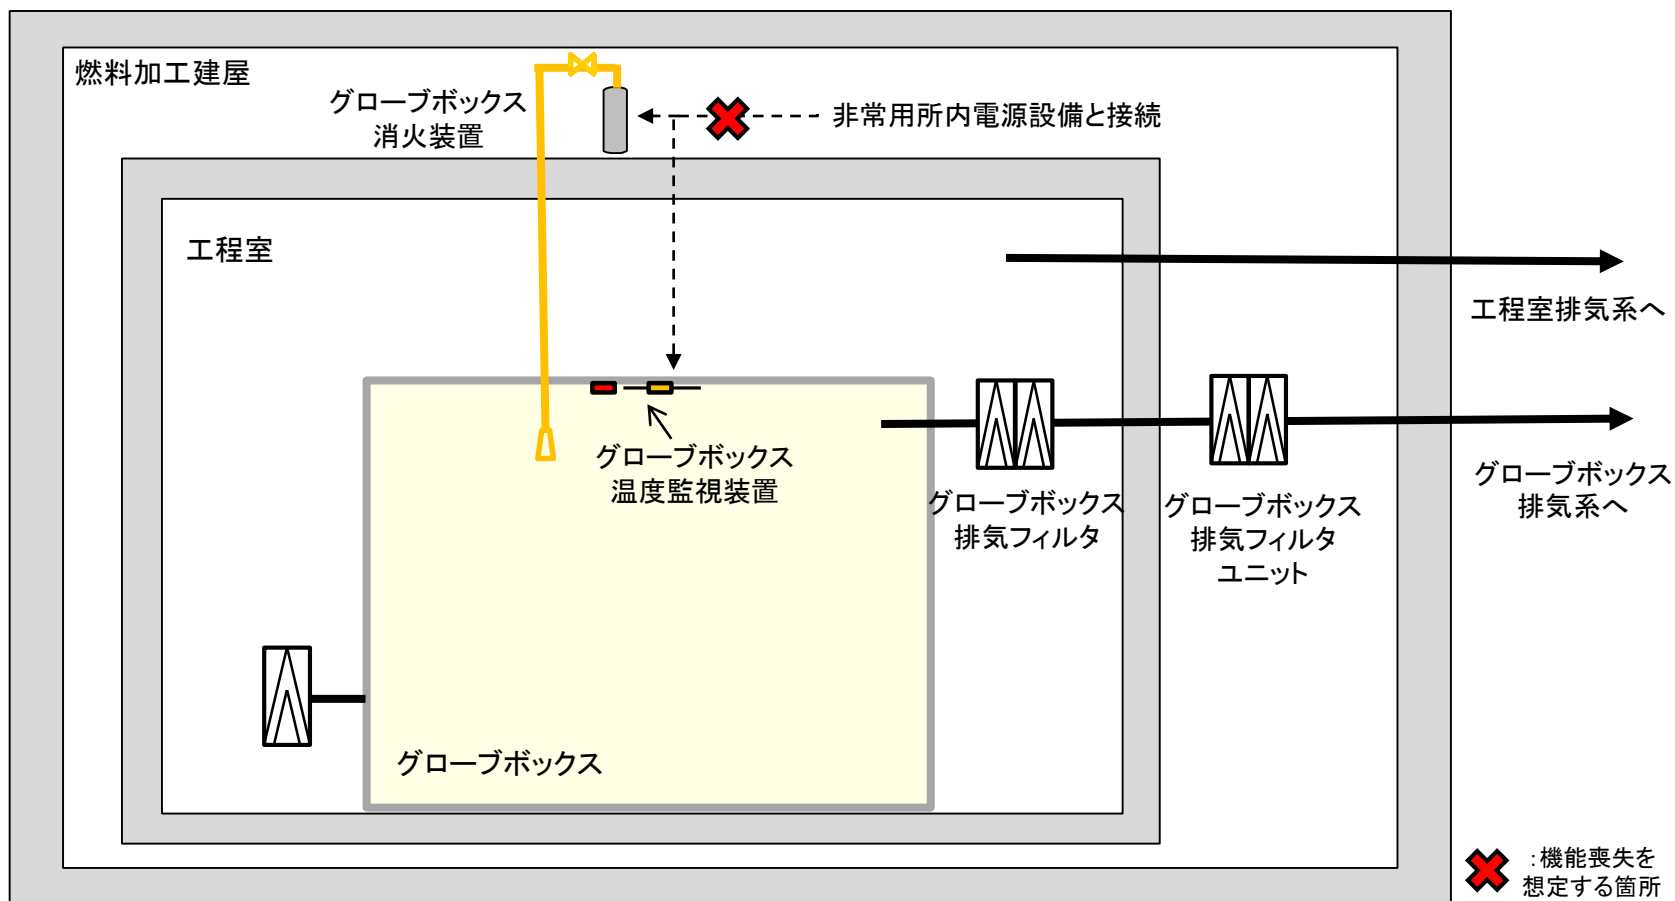 燃料加工建屋
グローブボックス
消火装置
非常用所内電源設備と接続
工程室
工程室排気系へ
グローブボックス
温度監視装置
グローブボックス
排気フィルタ
グローブボックス
排気フィルタ
ユニット
グローブボックス
排気系へ
グローブボックス
:機能喪失を
想定する箇所